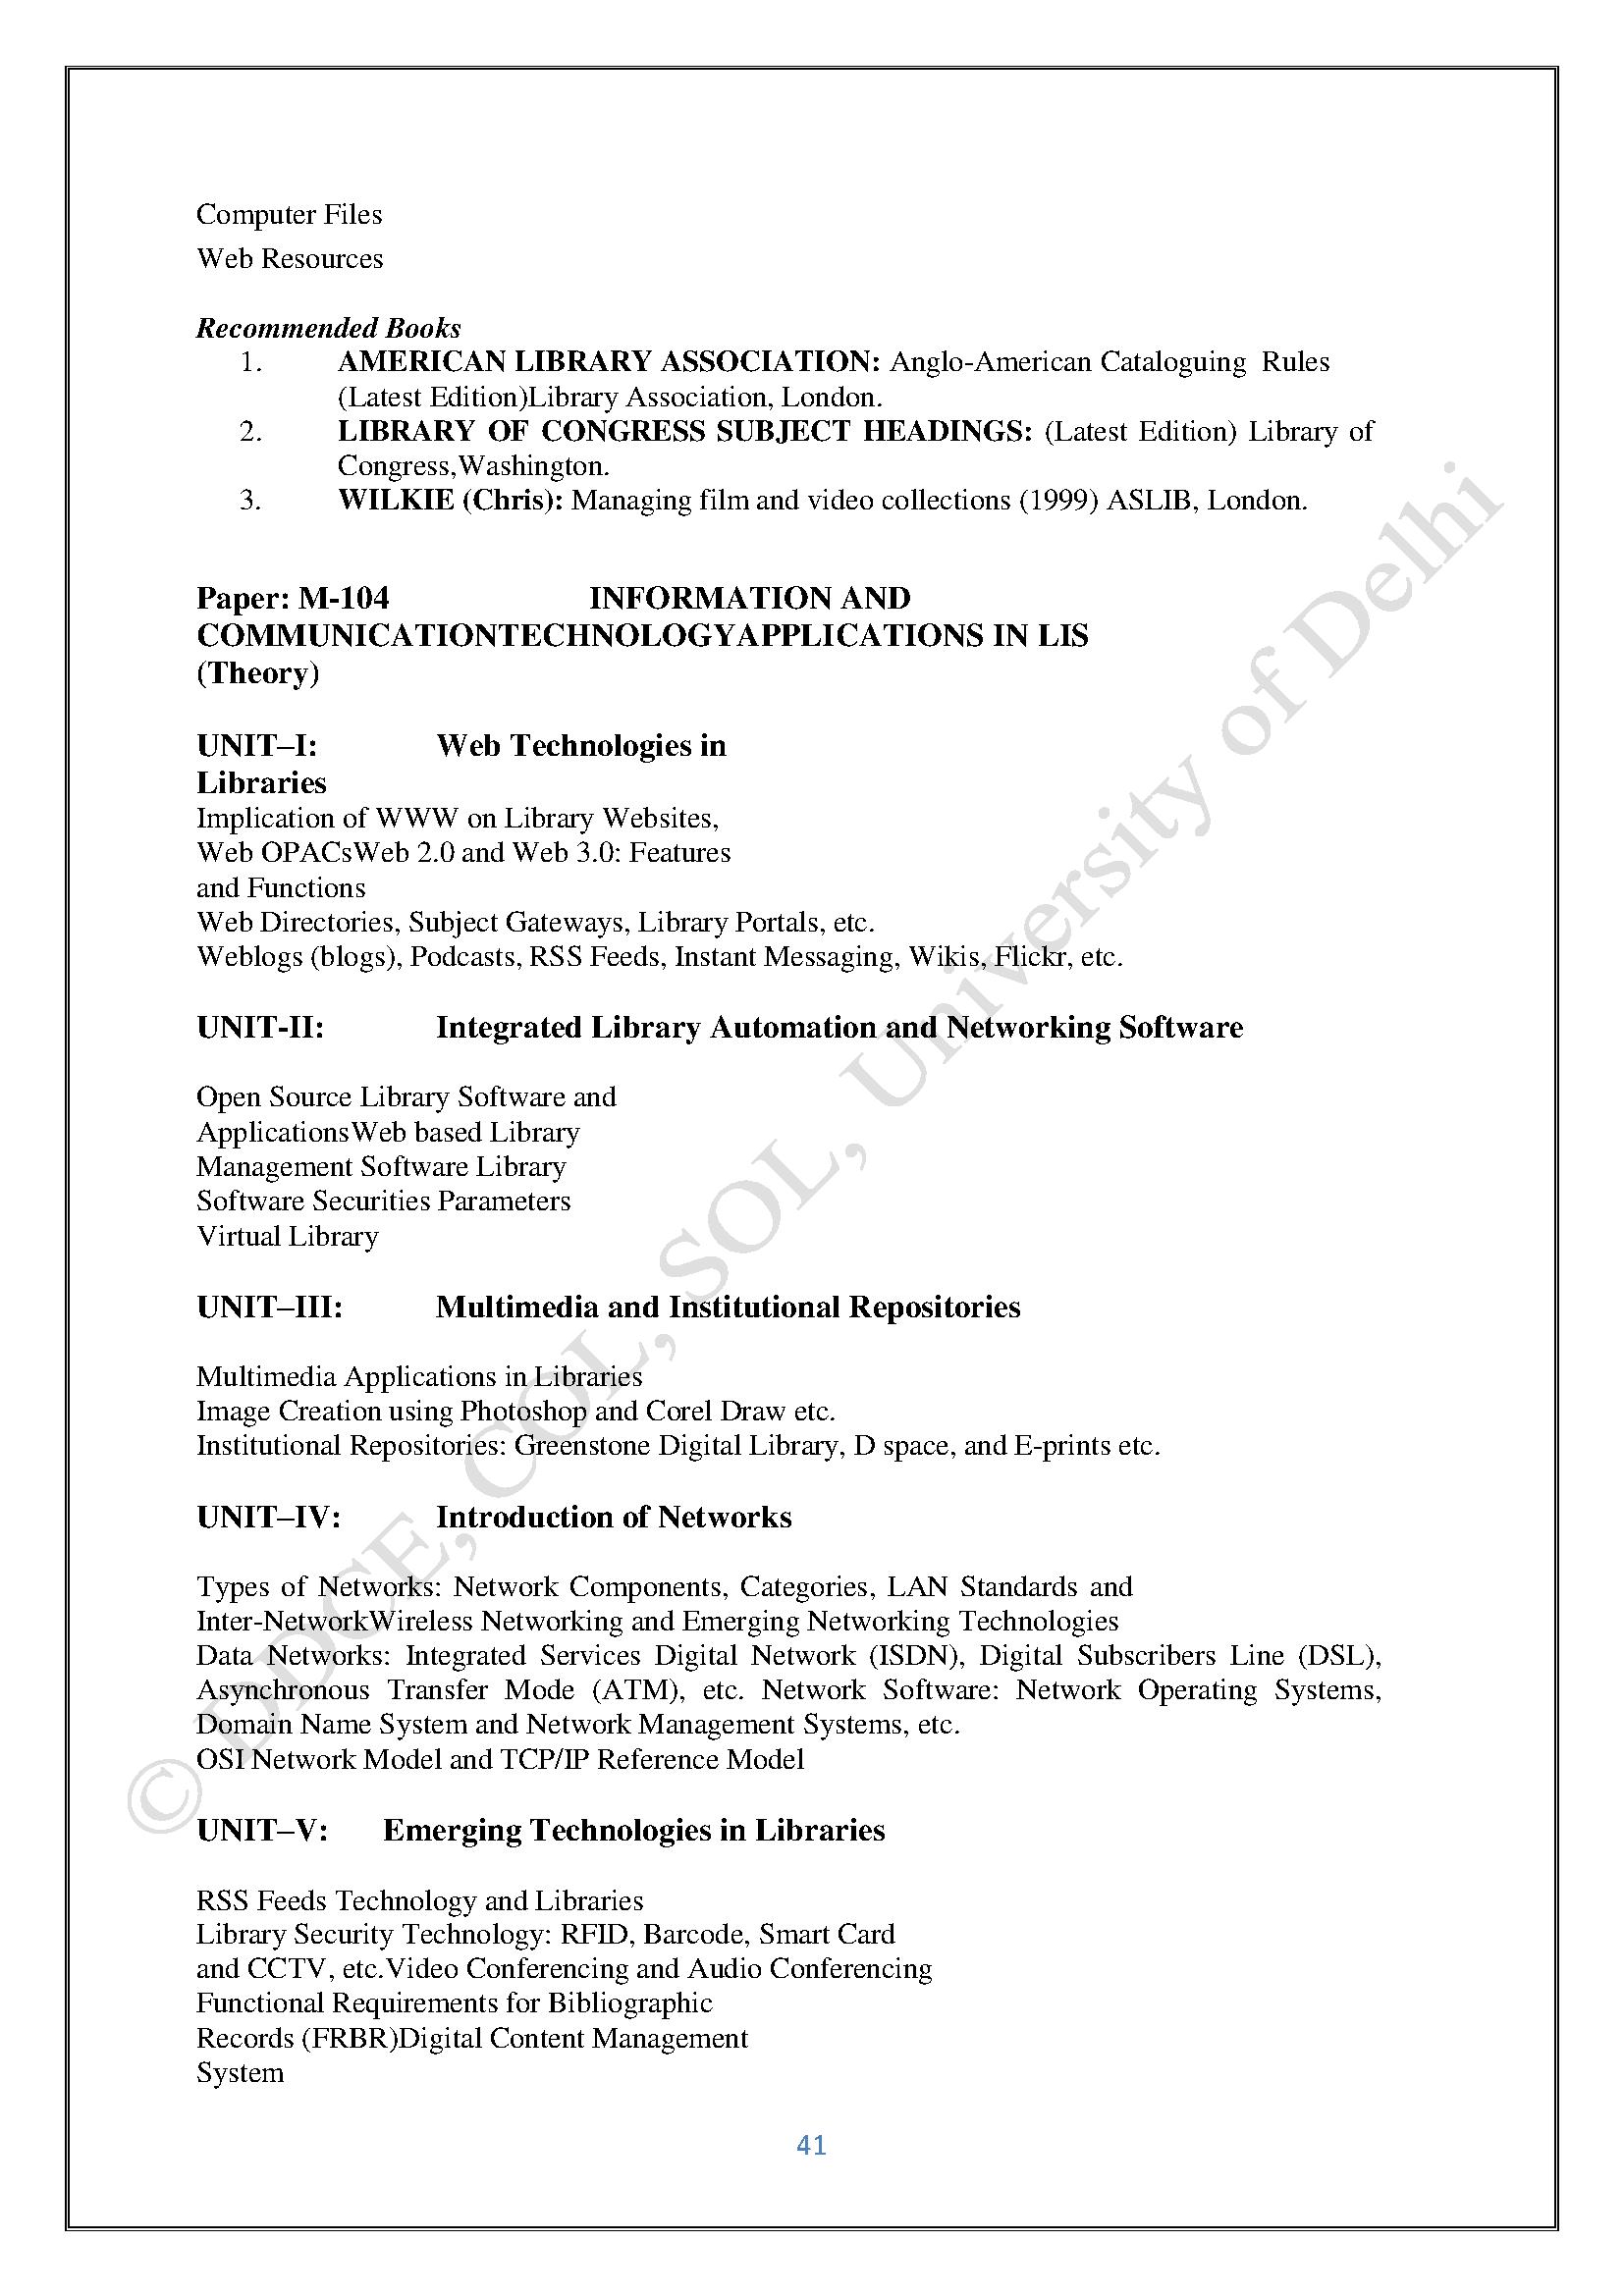 Computer Files
Web Resources
Recommended Books
1. AMERICAN LIBRARY ASSOCIATION: Anglo-American Cataloguing Rules
(Latest Edition)Library Association, London.
2. LIBRARY OF CONGRESS SUBJECT HEADINGS: (Latest Edition) Library of
Congress,Washington.
3. WILKIE (Chris): Managing film and video collections (1999) ASLIB, London.
Paper: M-104 INFORMATION AND
COMMUNICATIONTECHNOLOGYAPPLICATIONS IN LIS
(Theory)
UNIT–I: Web Technologies in
Libraries
Implication of WWW on Library Websites,
Web OPACsWeb 2.0 and Web 3.0: Features
and Functions
Web Directories, Subject Gateways, Library Portals, etc.
Weblogs (blogs), Podcasts, RSS Feeds, Instant Messaging, Wikis, Flickr, etc.
UNIT-II: Integrated Library Automation and Networking Software
Open Source Library Software and
ApplicationsWeb based Library
Management Software Library
Software Securities Parameters
Virtual Library
UNIT–III: Multimedia and Institutional Repositories
Multimedia Applications in Libraries
Image Creation using Photoshop and Corel Draw etc.
Institutional Repositories: Greenstone Digital Library, D space, and E-prints etc.
UNIT–IV: Introduction of Networks
Types of Networks: Network Components, Categories, LAN Standards and
Inter-NetworkWireless Networking and Emerging Networking Technologies
Data Networks: Integrated Services Digital Network (ISDN), Digital Subscribers Line (DSL),
Asynchronous Transfer Mode (ATM), etc. Network Software: Network Operating Systems,
Domain Name System and Network Management Systems, etc.
OSI Network Model and TCP/IP Reference Model
UNIT–V: Emerging Technologies in Libraries
RSS Feeds Technology and Libraries
Library Security Technology: RFID, Barcode, Smart Card
and CCTV, etc.Video Conferencing and Audio Conferencing
Functional Requirements for Bibliographic
Records (FRBR)Digital Content Management
System
41
© DDCE, COL, SOL, University of Delhi